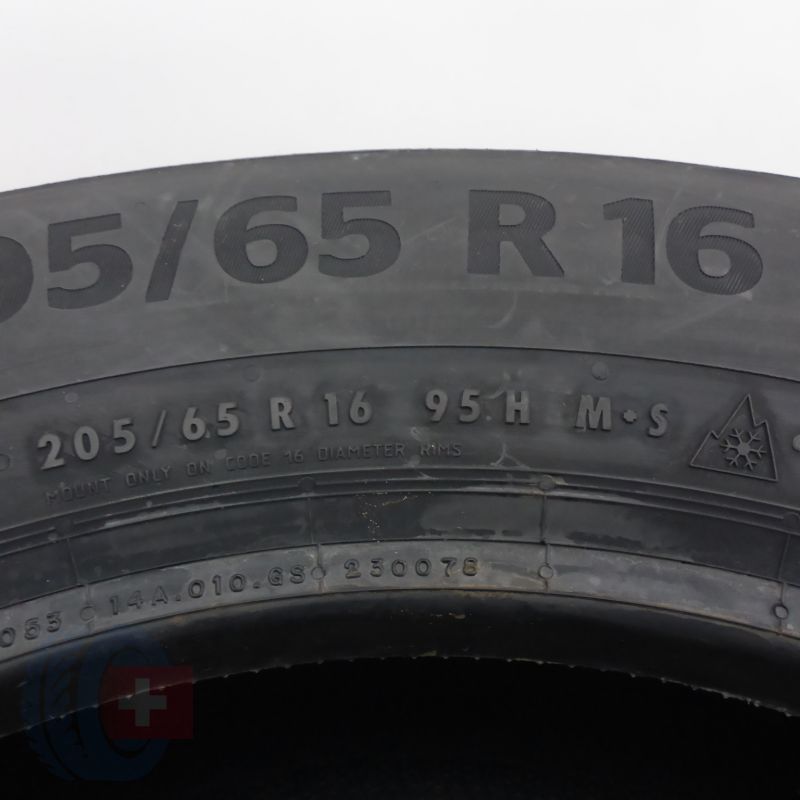 05/65 R 16
205/65 R 16 95 H M+S
MOUNT ONLY ON CODE 16 DIAMETER RIMS
053 14A.010.GS 230078